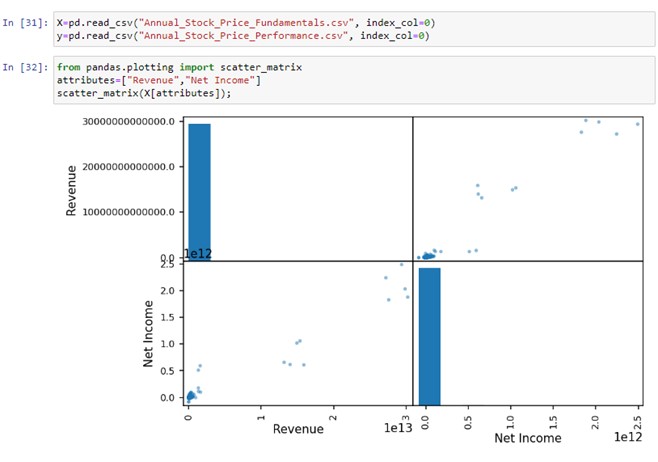 In [31]: X=pd.read_csv("Annual_Stock_Price_Fundamentals.csv", index_col=0)
y=pd.read_csv("Annual_Stock_Price_Performance.csv", index_col=0)
In [32]: from pandas.plotting import scatter_matrix
attributes=["Revenue","Net Income"]
scatter_matrix(X[attributes]);
30000000000000.0
20000000000000.0
10000000000000.0
0.0
Revenue
1e12
2.5
2.0
1.5
1.0
0.5
0.0
Net Income
0 1 2 3
1e13
Revenue
0.0 0.5 1.0 1.5 2.0 2.5
1e12
Net Income